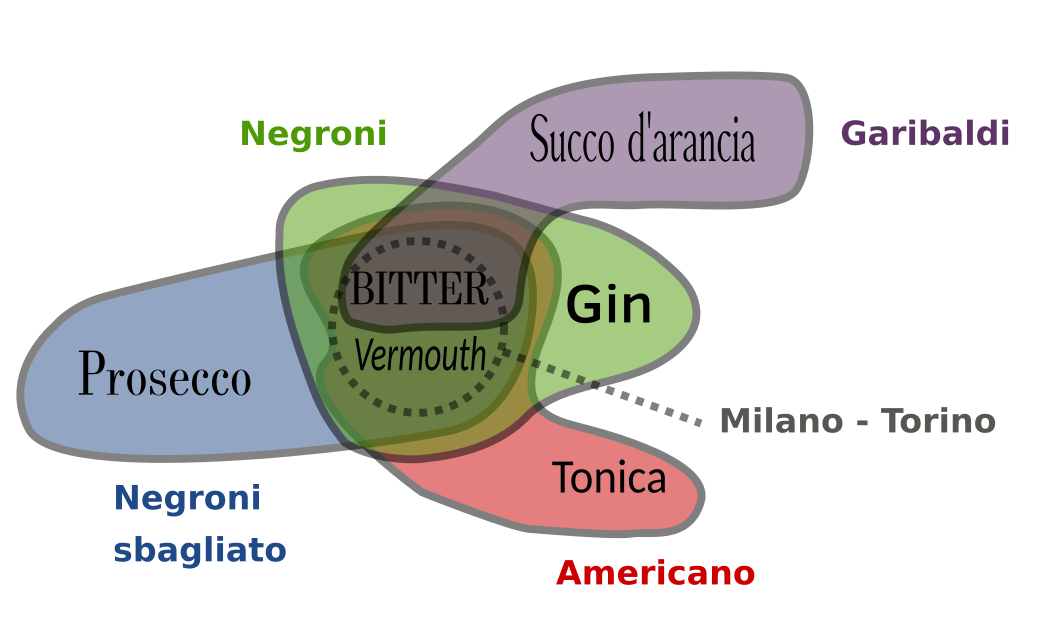 Negroni
Succo d'arancia
Garibaldi
BITTER
Gin
Vermouth
Prosecco
Milano - Torino
Tonica
Negroni
sbagliato
Americano